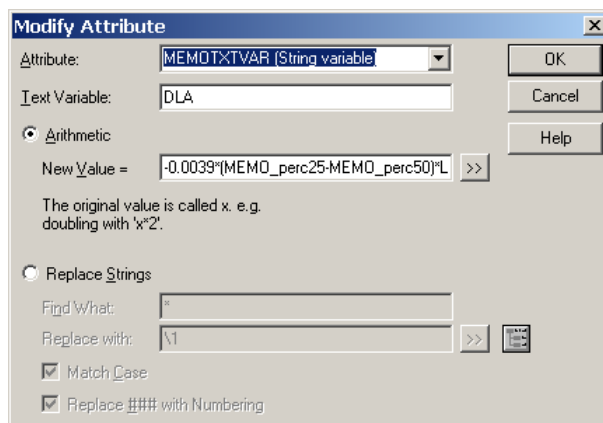 Modify Attribute
Attribute: MEMOTXTVAR (String variable) OK
Text Variable: DLA Cancel
Arithmetic Help
New Value = -0.0039*(MEMO_perc25-MEMO_perc50)*L >>
The original value is called x. e.g.
doubling with 'x*2'.
Replace Strings
Find What: *
Replace with: \1 >>
Match Case
Replace ### with Numbering